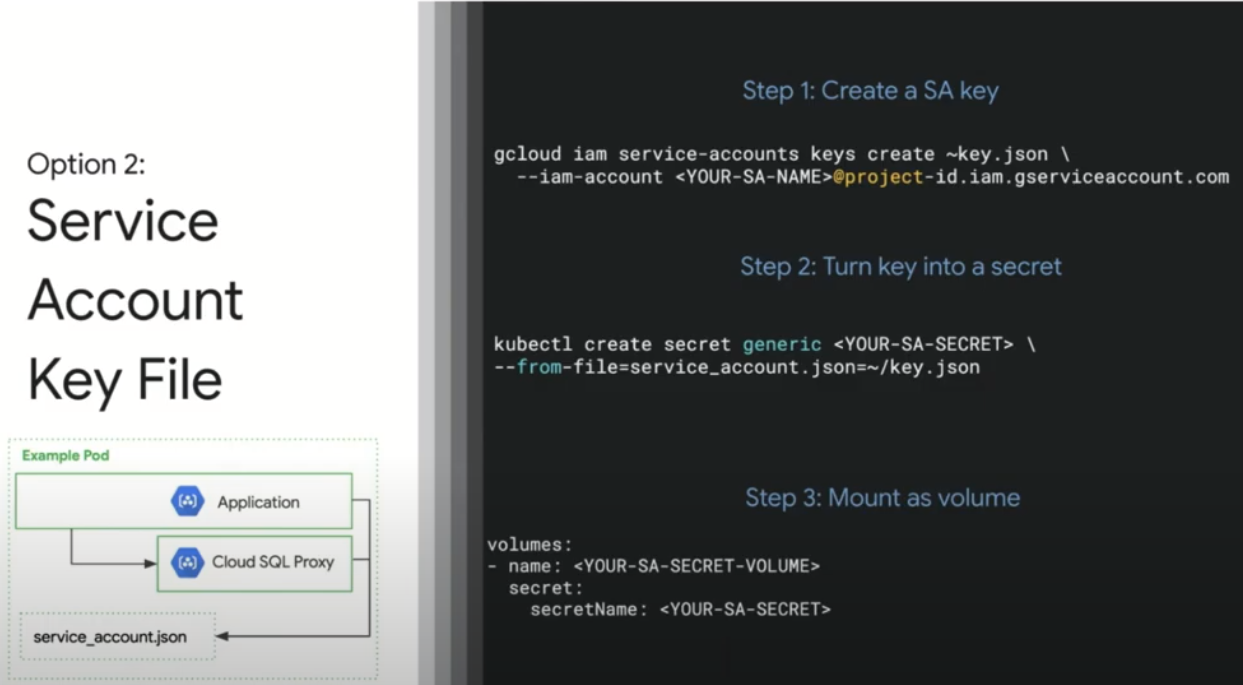 Option 2:
Service
Account
Key File
Example Pod
Application
Cloud SQL Proxy
service_account.json
Step 1: Create a SA key
gcloud iam service-accounts keys create ~key.json \
--iam-account <YOUR-SA-NAME>@project-id.iam.gserviceaccount.com
Step 2: Turn key into a secret
kubectl create secret generic <YOUR-SA-SECRET> \
--from-file=service_account.json=~/key.json
Step 3: Mount as volume
volumes:
- name: <YOUR-SA-SECRET-VOLUME>
secret:
secretName: <YOUR-SA-SECRET>